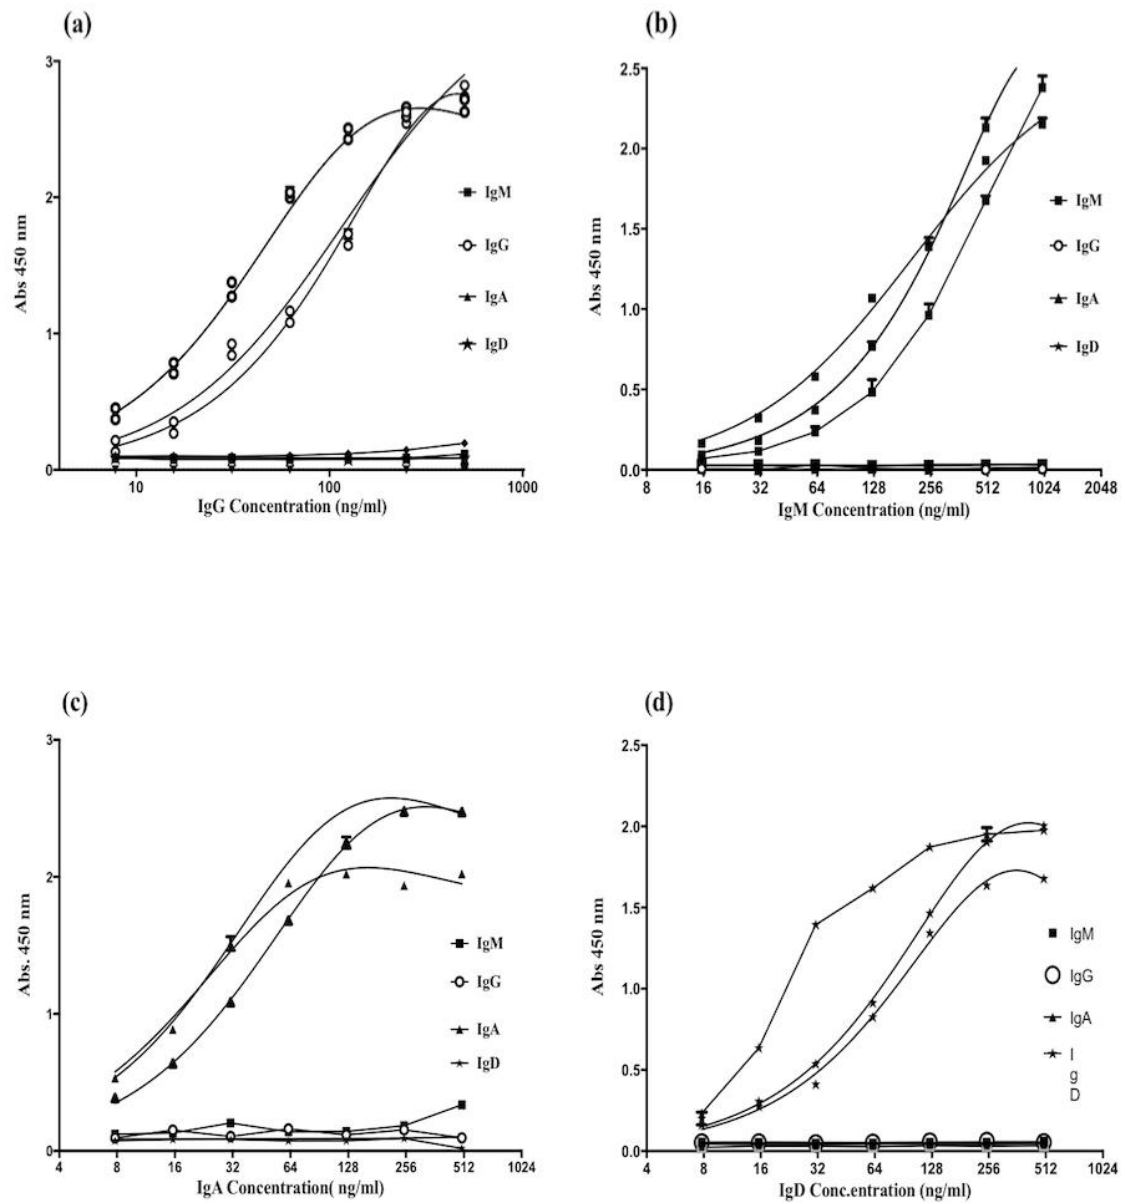 (a)
3
2
1
0
Abs 450 nm
10
100
1000
IgG Concentration (ng/ml)
IgM
IgG
IgA
IgD
(b)
2.5
2.0
1.5
1.0
0.5
0.0
Abs 450 nm
8
16
32
64
128
256
512
1024
2048
IgM Concentration (ng/ml)
IgM
IgG
IgA
IgD
(c)
3
2
1
0
Abs. 450 nm
4
8
16
32
64
128
256
512
1024
IgA Concentration( ng/ml)
IgM
IgG
IgA
IgD
(d)
2.5
2.0
1.5
1.0
0.5
0.0
Abs 450 nm
4
8
16
32
64
128
256
512
1024
IgD Conc.entration (ng/ml)
IgM
IgG
IgA
I
g
D